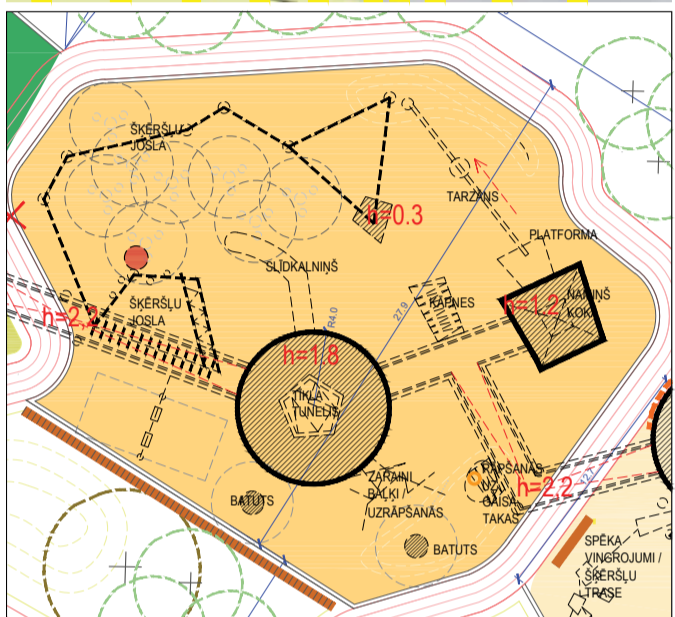 ŠĶĒRŠĻU
JOSLA
TARZĀNS
h=0.3
PLATFORMA
SLIDKALNIŅŠ
KĀPNES
h=1.2
NAMIŅŠ
KOKĀ
ŠĶĒRŠĻU
JOSLA
h=2,2
R4.0
27.9
h=1.8
TĪKLA
TUNELIS
ZARAINI
BAĻĶI
UZRĀPŠANĀS
RĀPŠANĀS
UZ
GAISA
TAKAS
h=2,2
BATUTS
BATUTS
SPĒKA
VINGROJUMI /
ŠĶĒRŠĻU
TRASE